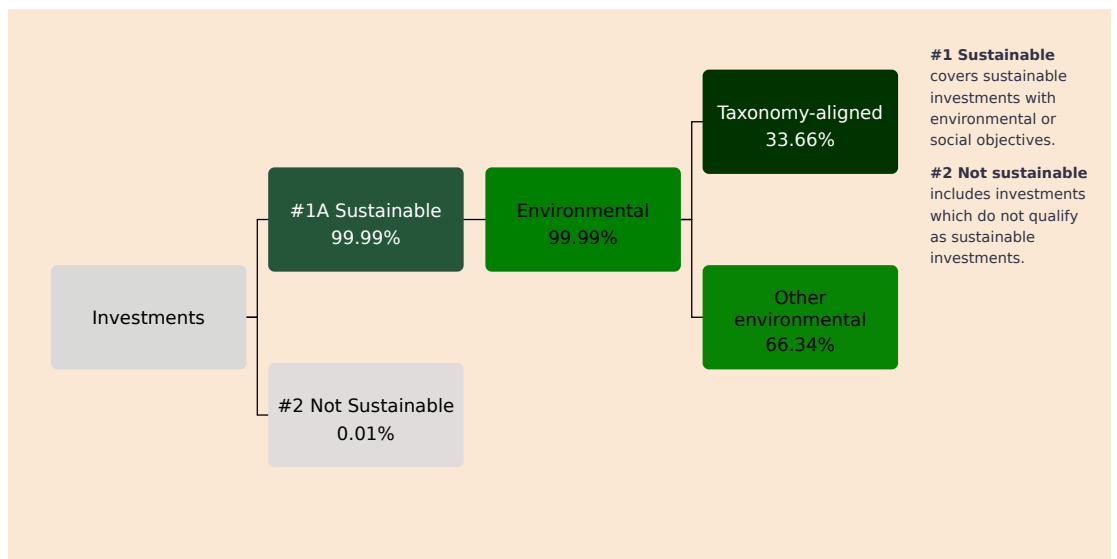 Investments
#1A Sustainable
99.99%
#2 Not Sustainable
0.01%
Environmental
99.99%
Taxonomy-aligned
33.66%
Other
environmental
66.34%
#1 Sustainable
covers sustainable
investments with
environmental or
social objectives.
#2 Not sustainable
includes investments
which do not qualify
as sustainable
investments.